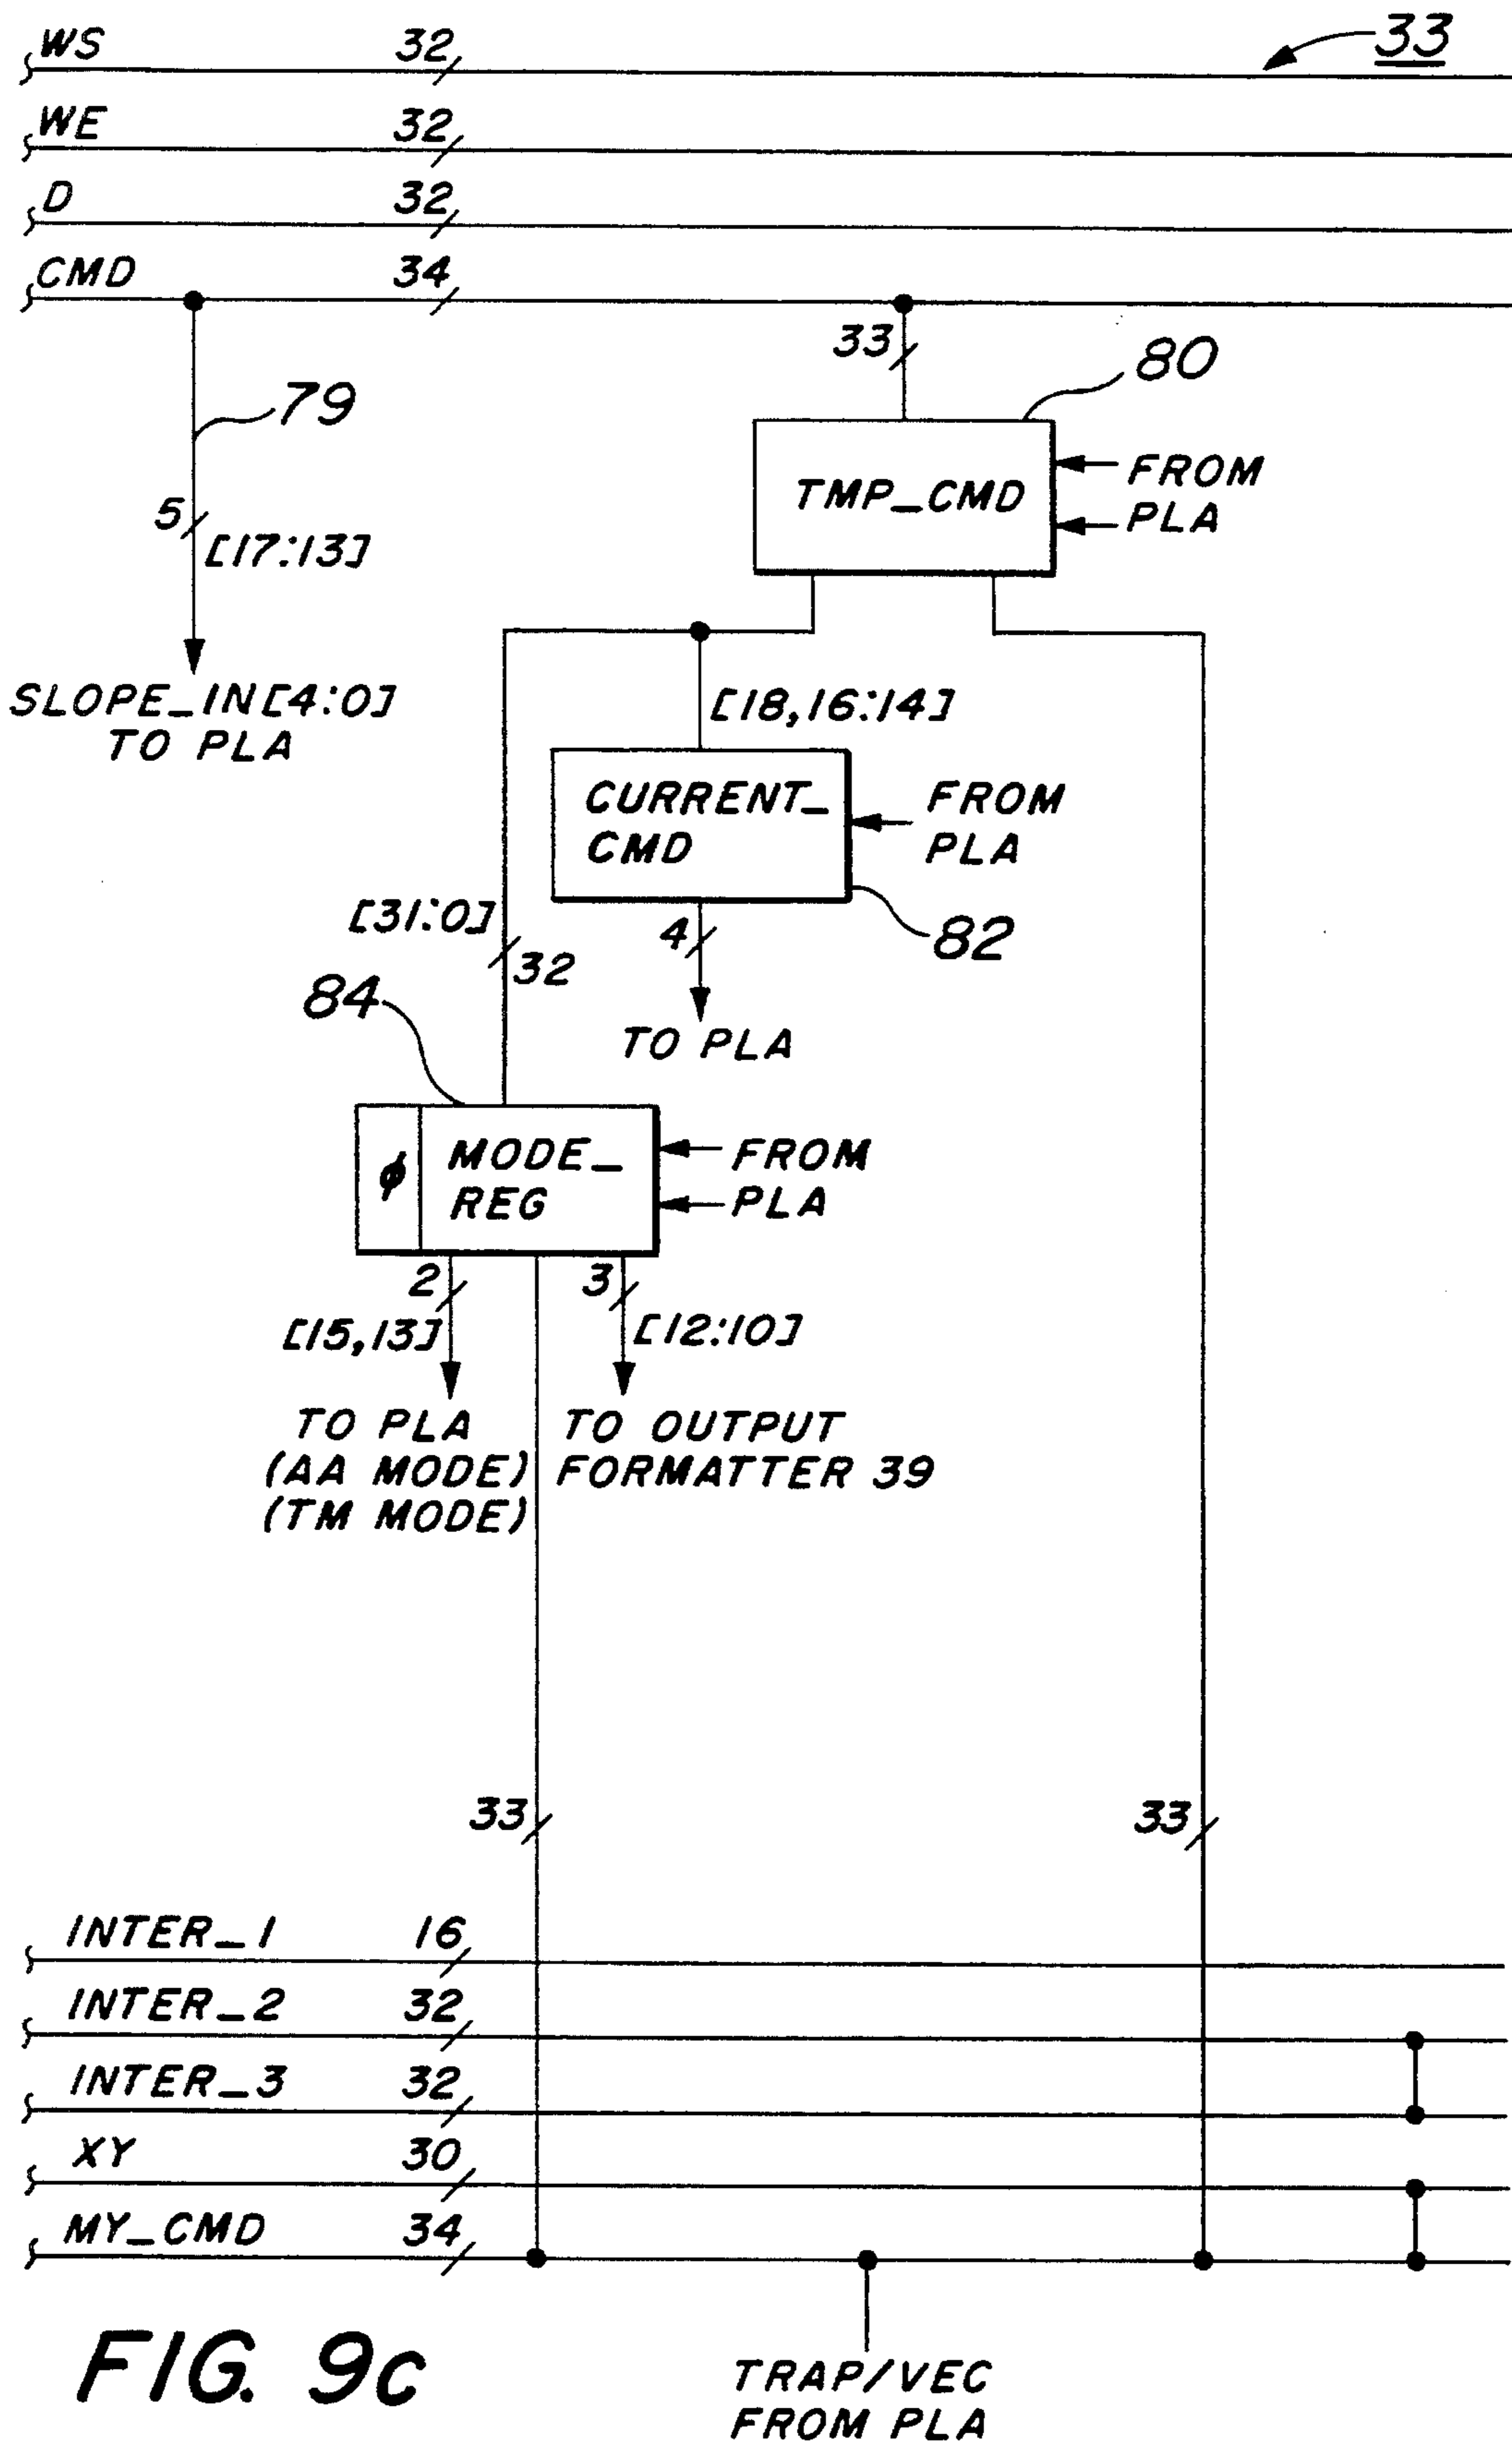 WS 32 33
WE 32
D 32
CMD 34
33
80
79
TMP_CMD
FROM
PLA
5
[17:13]
SLOPE_IN[4:0]
TO PLA
[18,16:14]
CURRENT_
CMD
FROM
PLA
[31:0]
32
4
82
84
TO PLA
φ
MODE_
REG
FROM
PLA
2
3
[15,13]
[12:10]
TO PLA
(AA MODE)
(TM MODE)
TO OUTPUT
FORMATTER 39
33
33
INTER_1 16
INTER_2 32
INTER_3 32
XY 30
MY_CMD 34
FIG. 9c
TRAP/VEC
FROM PLA